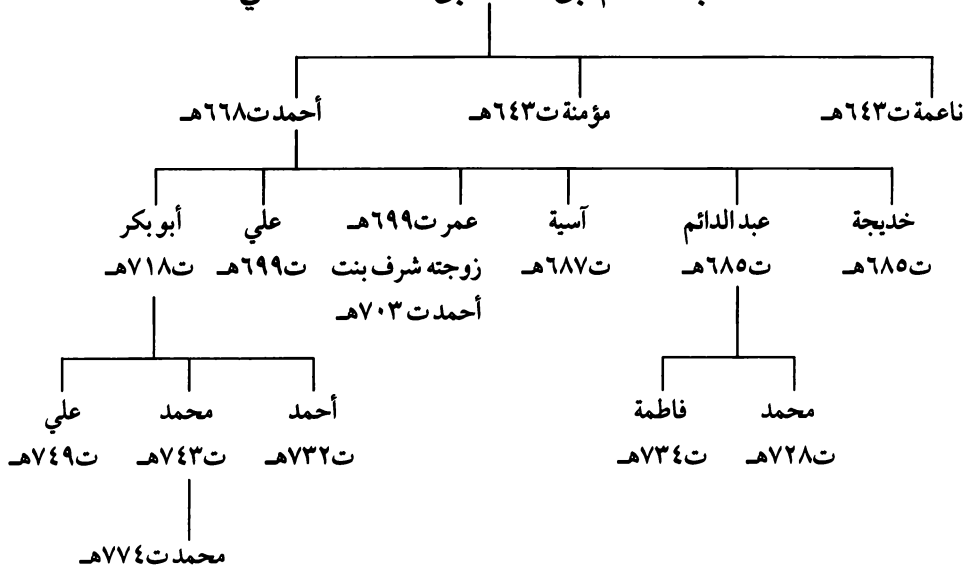 ناعمة ت٦٤٣هـ مؤمنة ت٦٤٣هـ أحمد ت٦٦٨هـ
خديجة عبد الدائم آسية عمر ت٦٩٩هـ علي أبو بكر
ت٦٨٥هـ ت٦٨٥هـ ت٦٨٧هـ زوجته شرف بنت ت٦٩٩هـ ت٧١٨هـ
أحمد ت٧٠٣هـ
محمد فاطمة أحمد محمد علي
ت٧٢٨هـ ت٧٣٤هـ ت٧٣٢هـ ت٧٤٣هـ ت٧٤٩هـ
محمد ت٧٧٤هـ